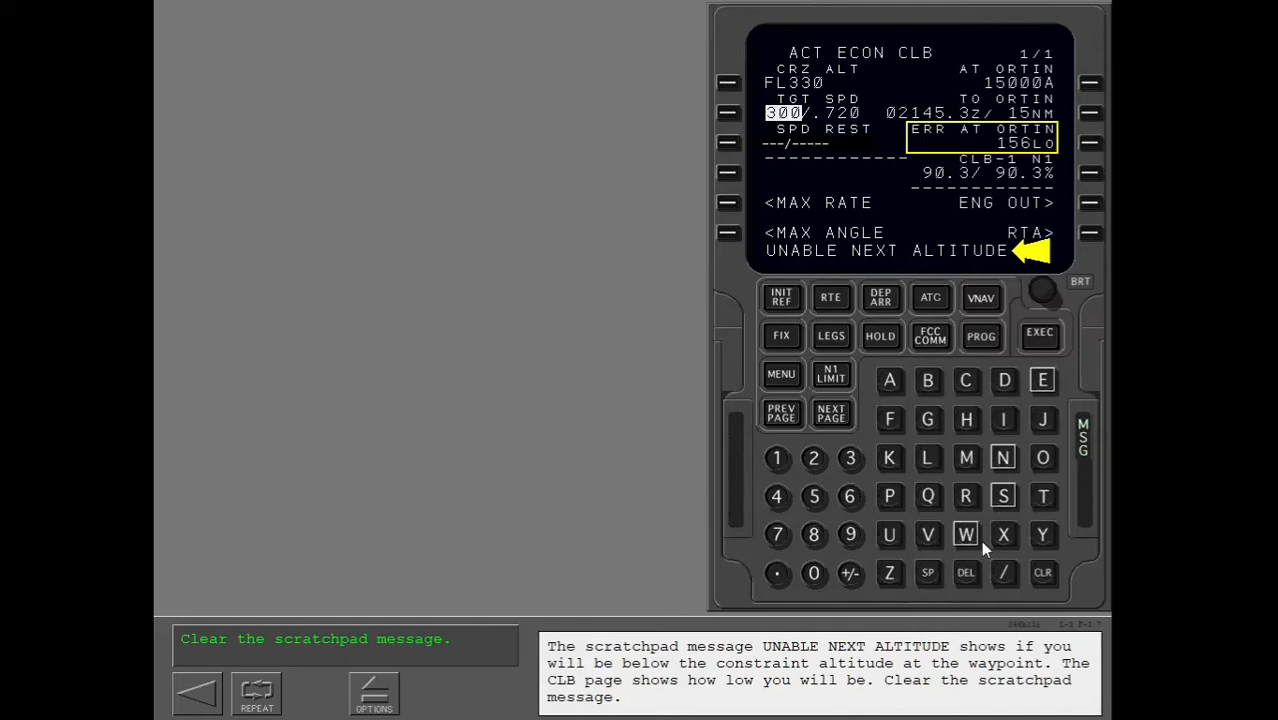 ACT ECON CLB 1/1
CRZ ALT AT ORTIN
FL330 15000A
TGT SPD TO ORTIN
300/.720 02145.3Z/ 15NM
SPD REST ERR AT ORTIN
---/----- 156LO
------------ CLB-1 N1
90.3/ 90.3%
------------
<MAX RATE ENG OUT>
<MAX ANGLE RTA>
UNABLE NEXT ALTITUDE
BRT
INIT REF RTE DEP ARR ATC VNAV
FIX LEGS HOLD FCC COMM PROG EXEC
MENU N1 LIMIT
PREV PAGE NEXT PAGE
A B C D E
F G H I J
MSG
1 2 3 K L M N O
4 5 6 P Q R S T
7 8 9 U V W X Y
. 0 +/- Z SP DEL / CLR
Clear the scratchpad message.
The scratchpad message UNABLE NEXT ALTITUDE shows if you
will be below the constraint altitude at the waypoint. The
CLB page shows how low you will be. Clear the scratchpad
message.
REPEAT
OPTIONS